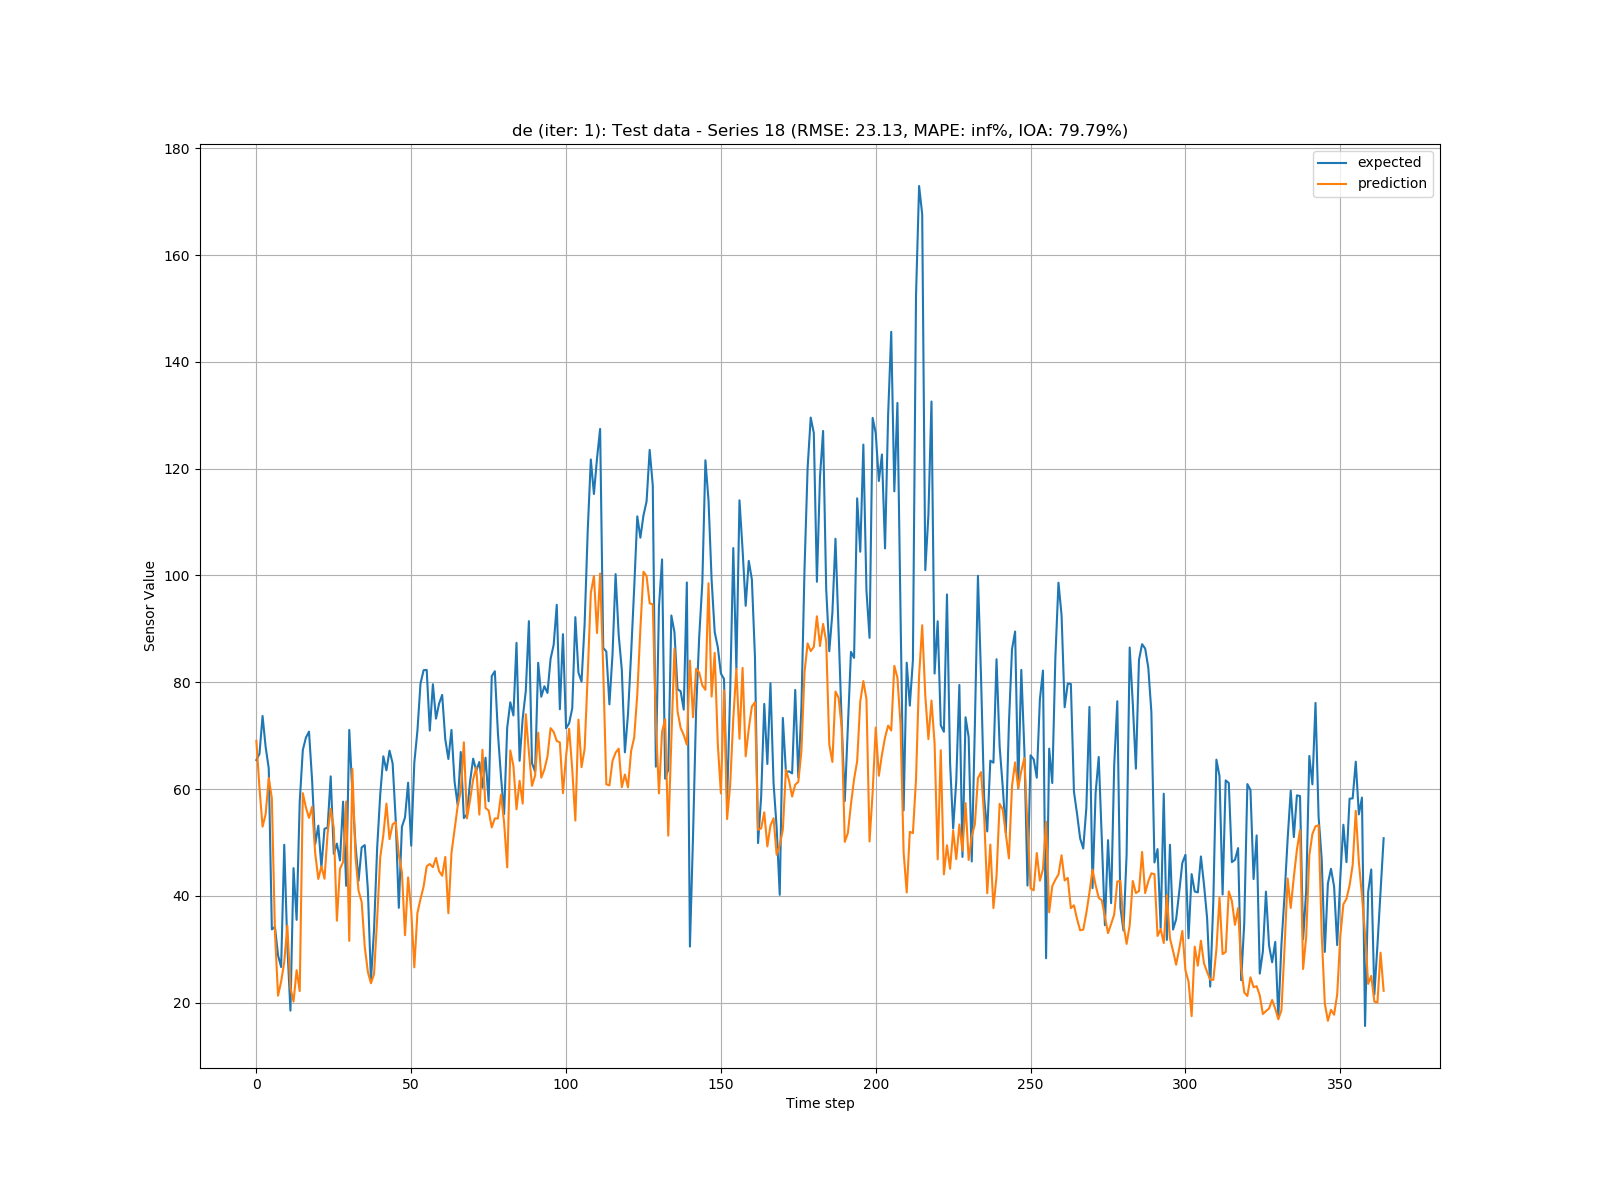 de (iter: 1): Test data - Series 18 (RMSE: 23.13, MAPE: inf%, IOA: 79.79%)
expected
prediction
180
160
140
120
100
80
60
40
20
Sensor Value
0 50 100 150 200 250 300 350
Time step